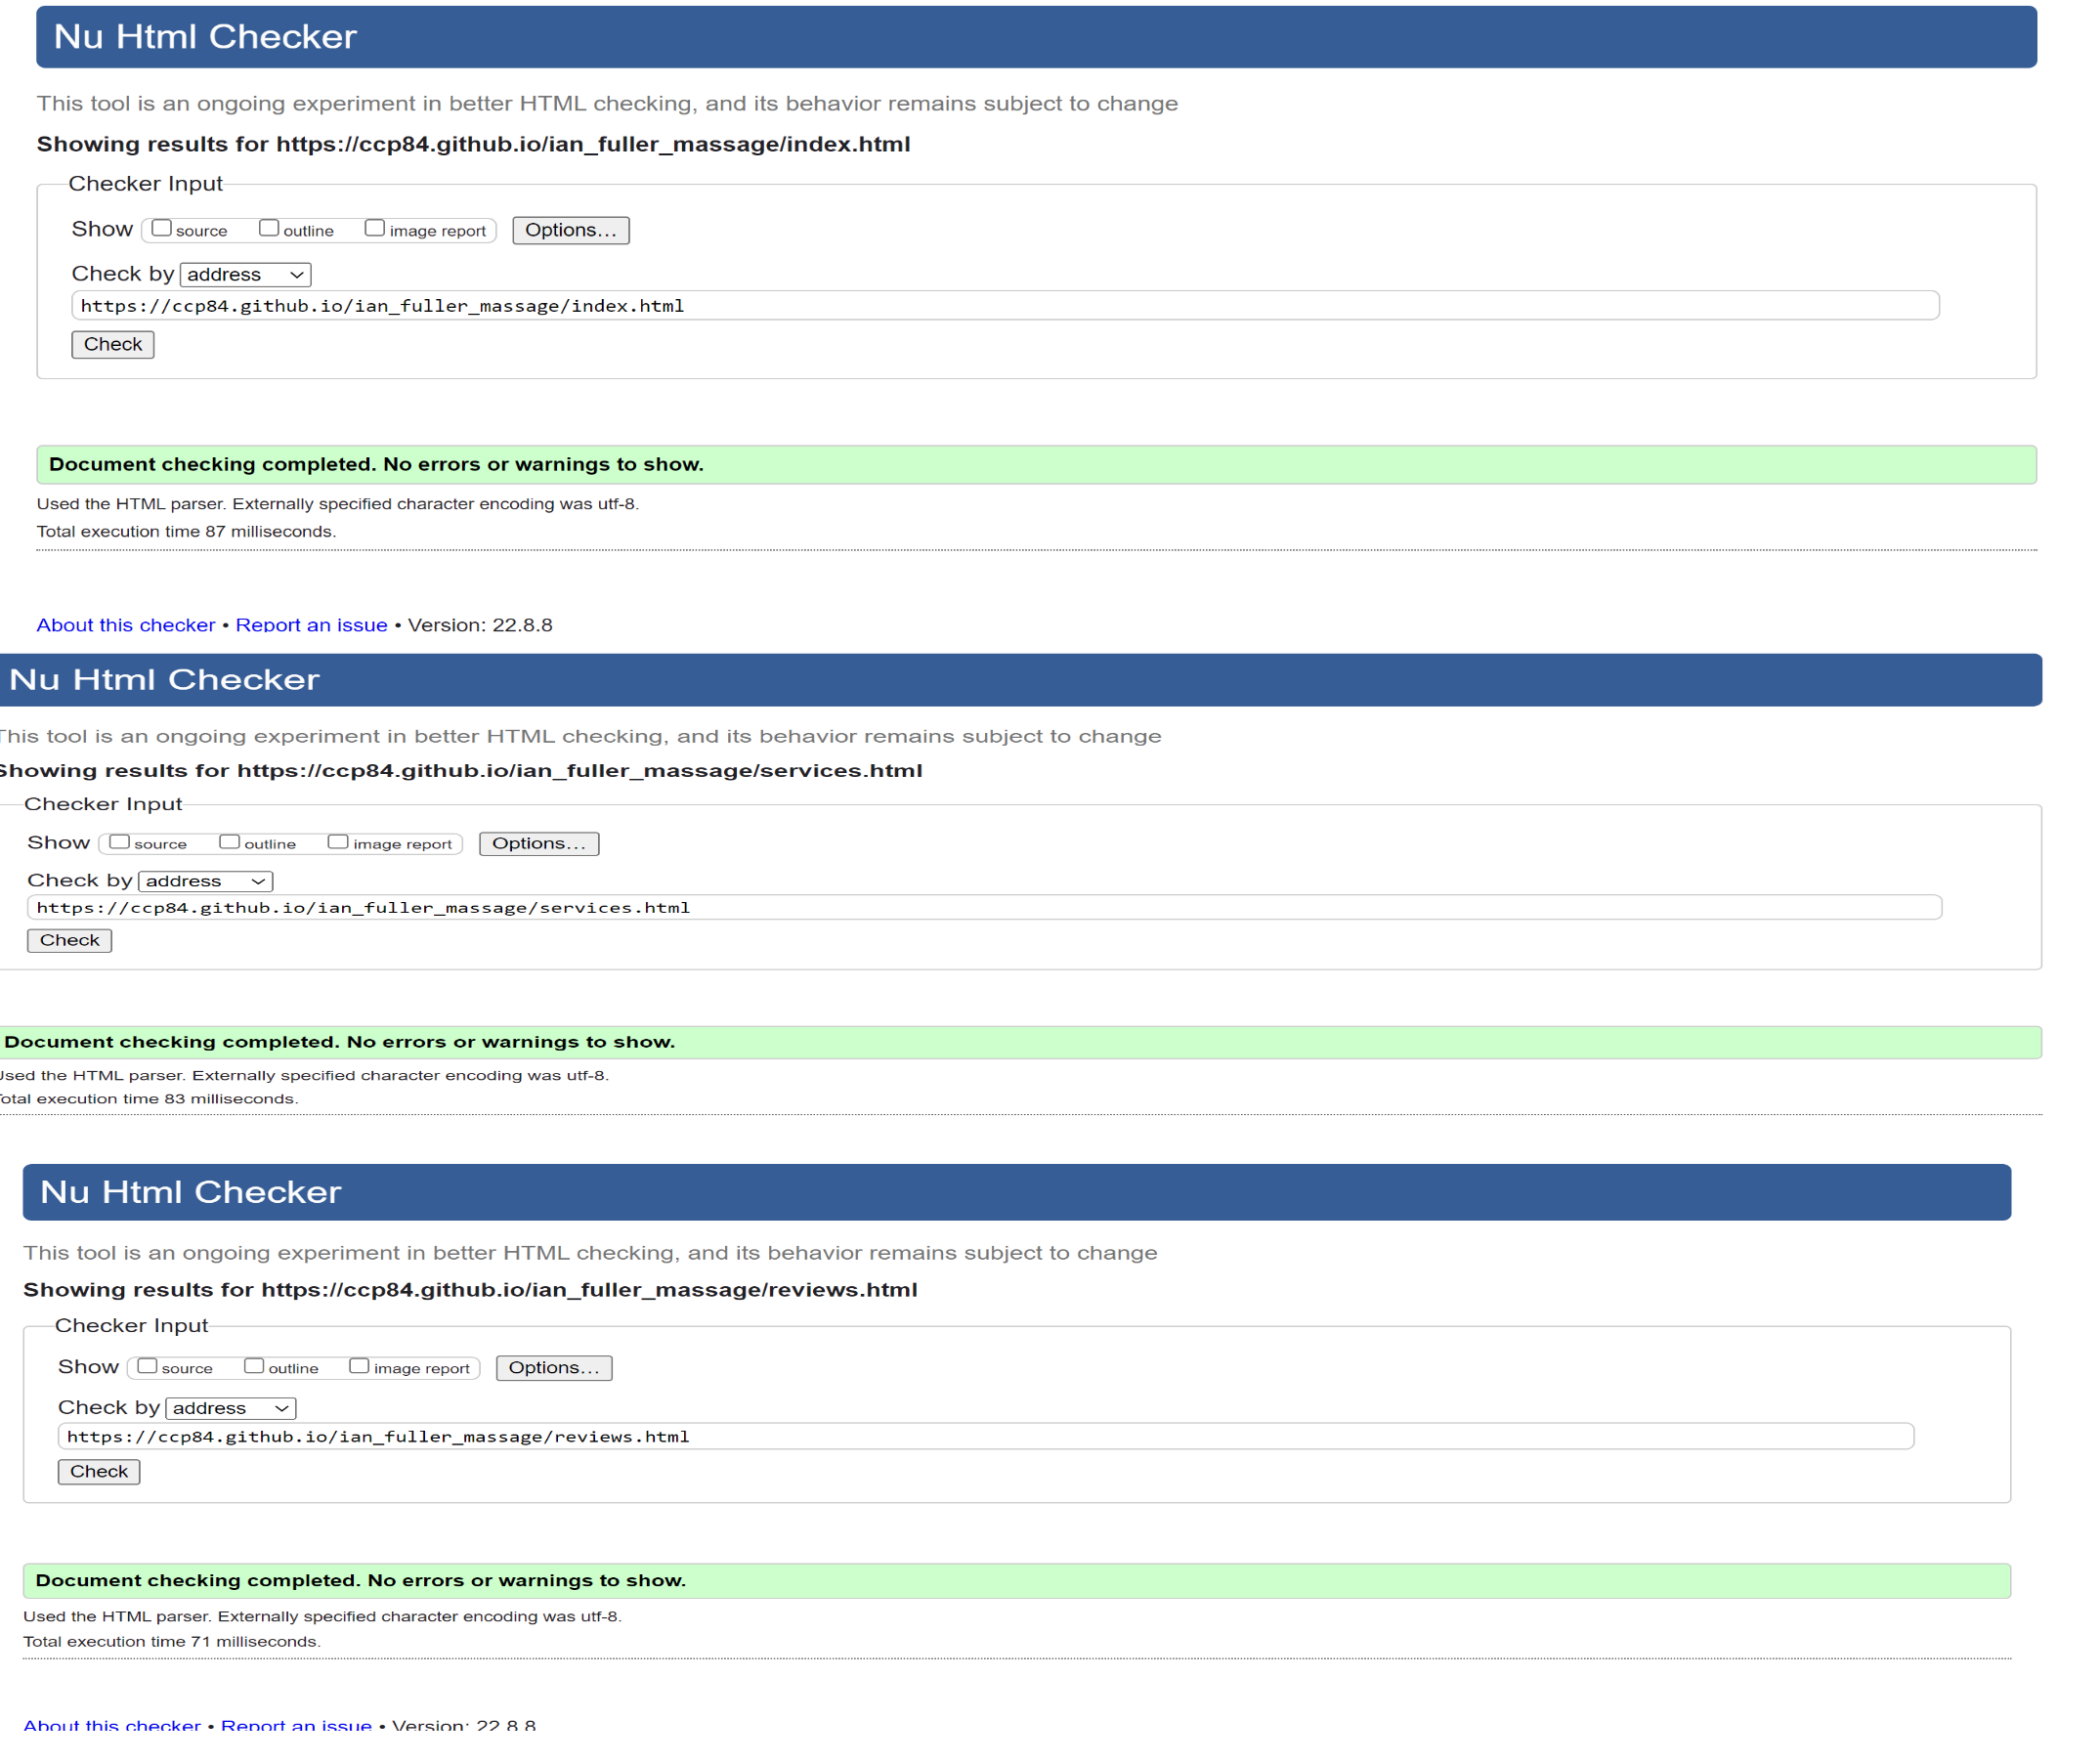 Nu Html Checker
This tool is an ongoing experiment in better HTML checking, and its behavior remains subject to change
Showing results for https://ccp84.github.io/ian_fuller_massage/index.html
Checker Input
Show source outline image report Options...
Check by address
https://ccp84.github.io/ian_fuller_massage/index.html
Check
Document checking completed. No errors or warnings to show.
Used the HTML parser. Externally specified character encoding was utf-8.
Total execution time 87 milliseconds.
About this checker • Report an issue • Version: 22.8.8
Nu Html Checker
This tool is an ongoing experiment in better HTML checking, and its behavior remains subject to change
Showing results for https://ccp84.github.io/ian_fuller_massage/services.html
Checker Input
Show source outline image report Options...
Check by address
https://ccp84.github.io/ian_fuller_massage/services.html
Check
Document checking completed. No errors or warnings to show.
Used the HTML parser. Externally specified character encoding was utf-8.
Total execution time 83 milliseconds.
Nu Html Checker
This tool is an ongoing experiment in better HTML checking, and its behavior remains subject to change
Showing results for https://ccp84.github.io/ian_fuller_massage/reviews.html
Checker Input
Show source outline image report Options...
Check by address
https://ccp84.github.io/ian_fuller_massage/reviews.html
Check
Document checking completed. No errors or warnings to show.
Used the HTML parser. Externally specified character encoding was utf-8.
Total execution time 71 milliseconds.
About this checker • Report an issue • Version: 22.8.8